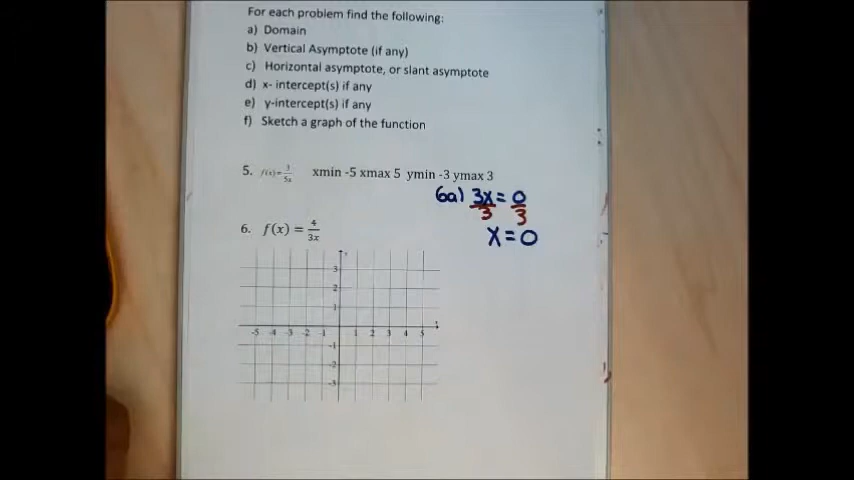 For each problem find the following:
a) Domain
b) Vertical Asymptote (if any)
c) Horizontal asymptote, or slant asymptote
d) x- intercept(s) if any
e) y-intercept(s) if any
f) Sketch a graph of the function
5. f(x)= /5x xmin -5 xmax 5 ymin -3 ymax 3
6a) 3x = 0
3 3
x = 0
6. f(x) = 4/3x
3
2
1
-5 -4 -3 -2 -1 1 2 3 4 5
-1
-2
-3